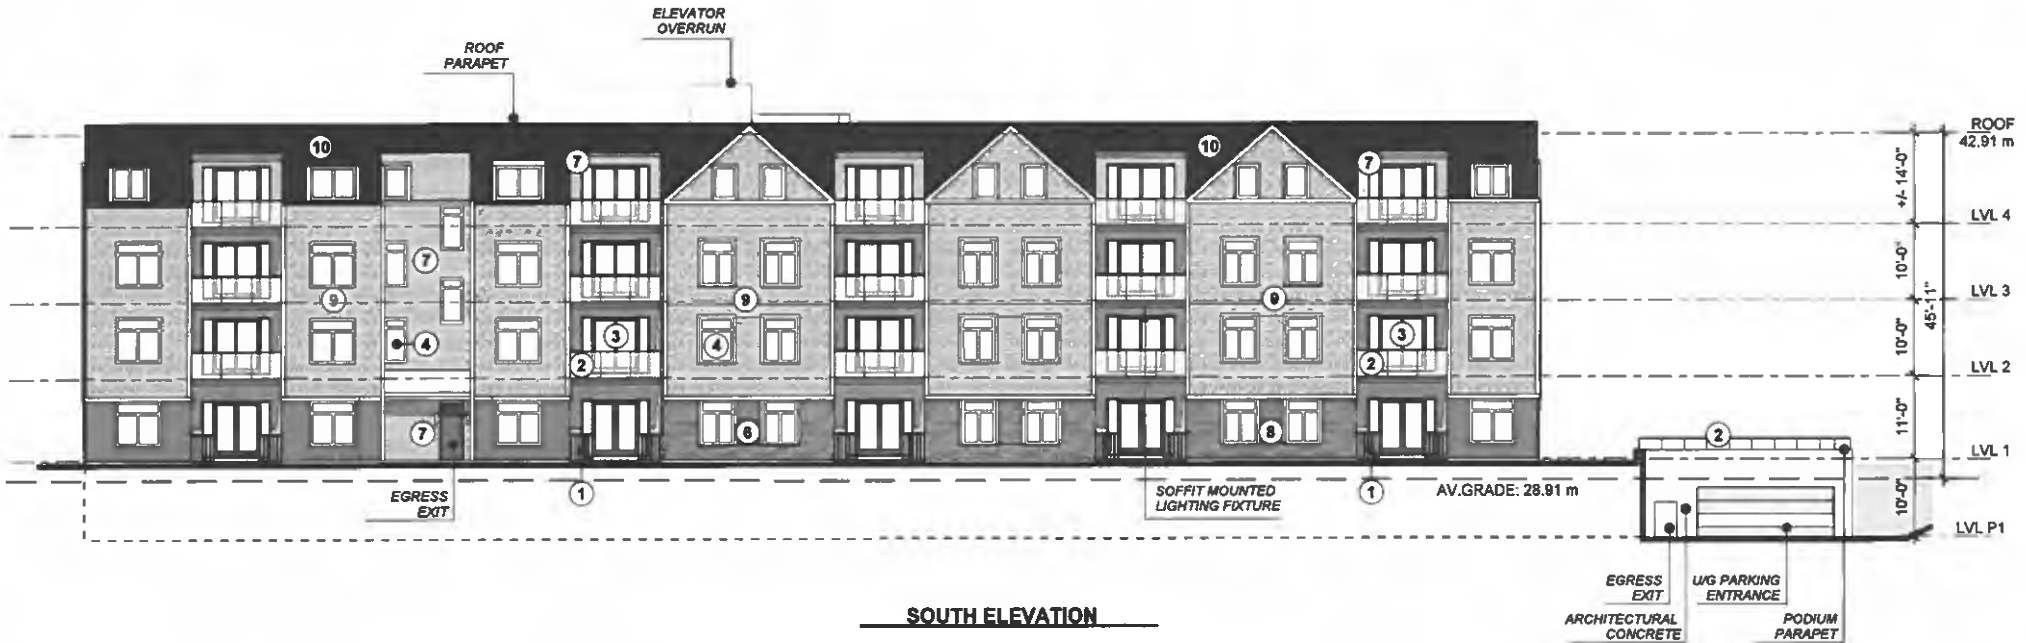 ELEVATOR
OVERRUN
ROOF
PARAPET
ROOF
42.91 m
10
7
10
7
+/- 14'-0"
LVL 4
7
10'-0"
9
9
9
LVL 3
45'-11"
4
3
4
3
2
2
10'-0"
LVL 2
7
6
8
11'-0"
2
LVL 1
EGRESS
EXIT
1
SOFFIT MOUNTED
LIGHTING FIXTURE
1
AV.GRADE: 28.91 m
10'-0"
LVL P1
EGRESS
EXIT
U/G PARKING
ENTRANCE
ARCHITECTURAL
CONCRETE
PODIUM
PARAPET
SOUTH ELEVATION